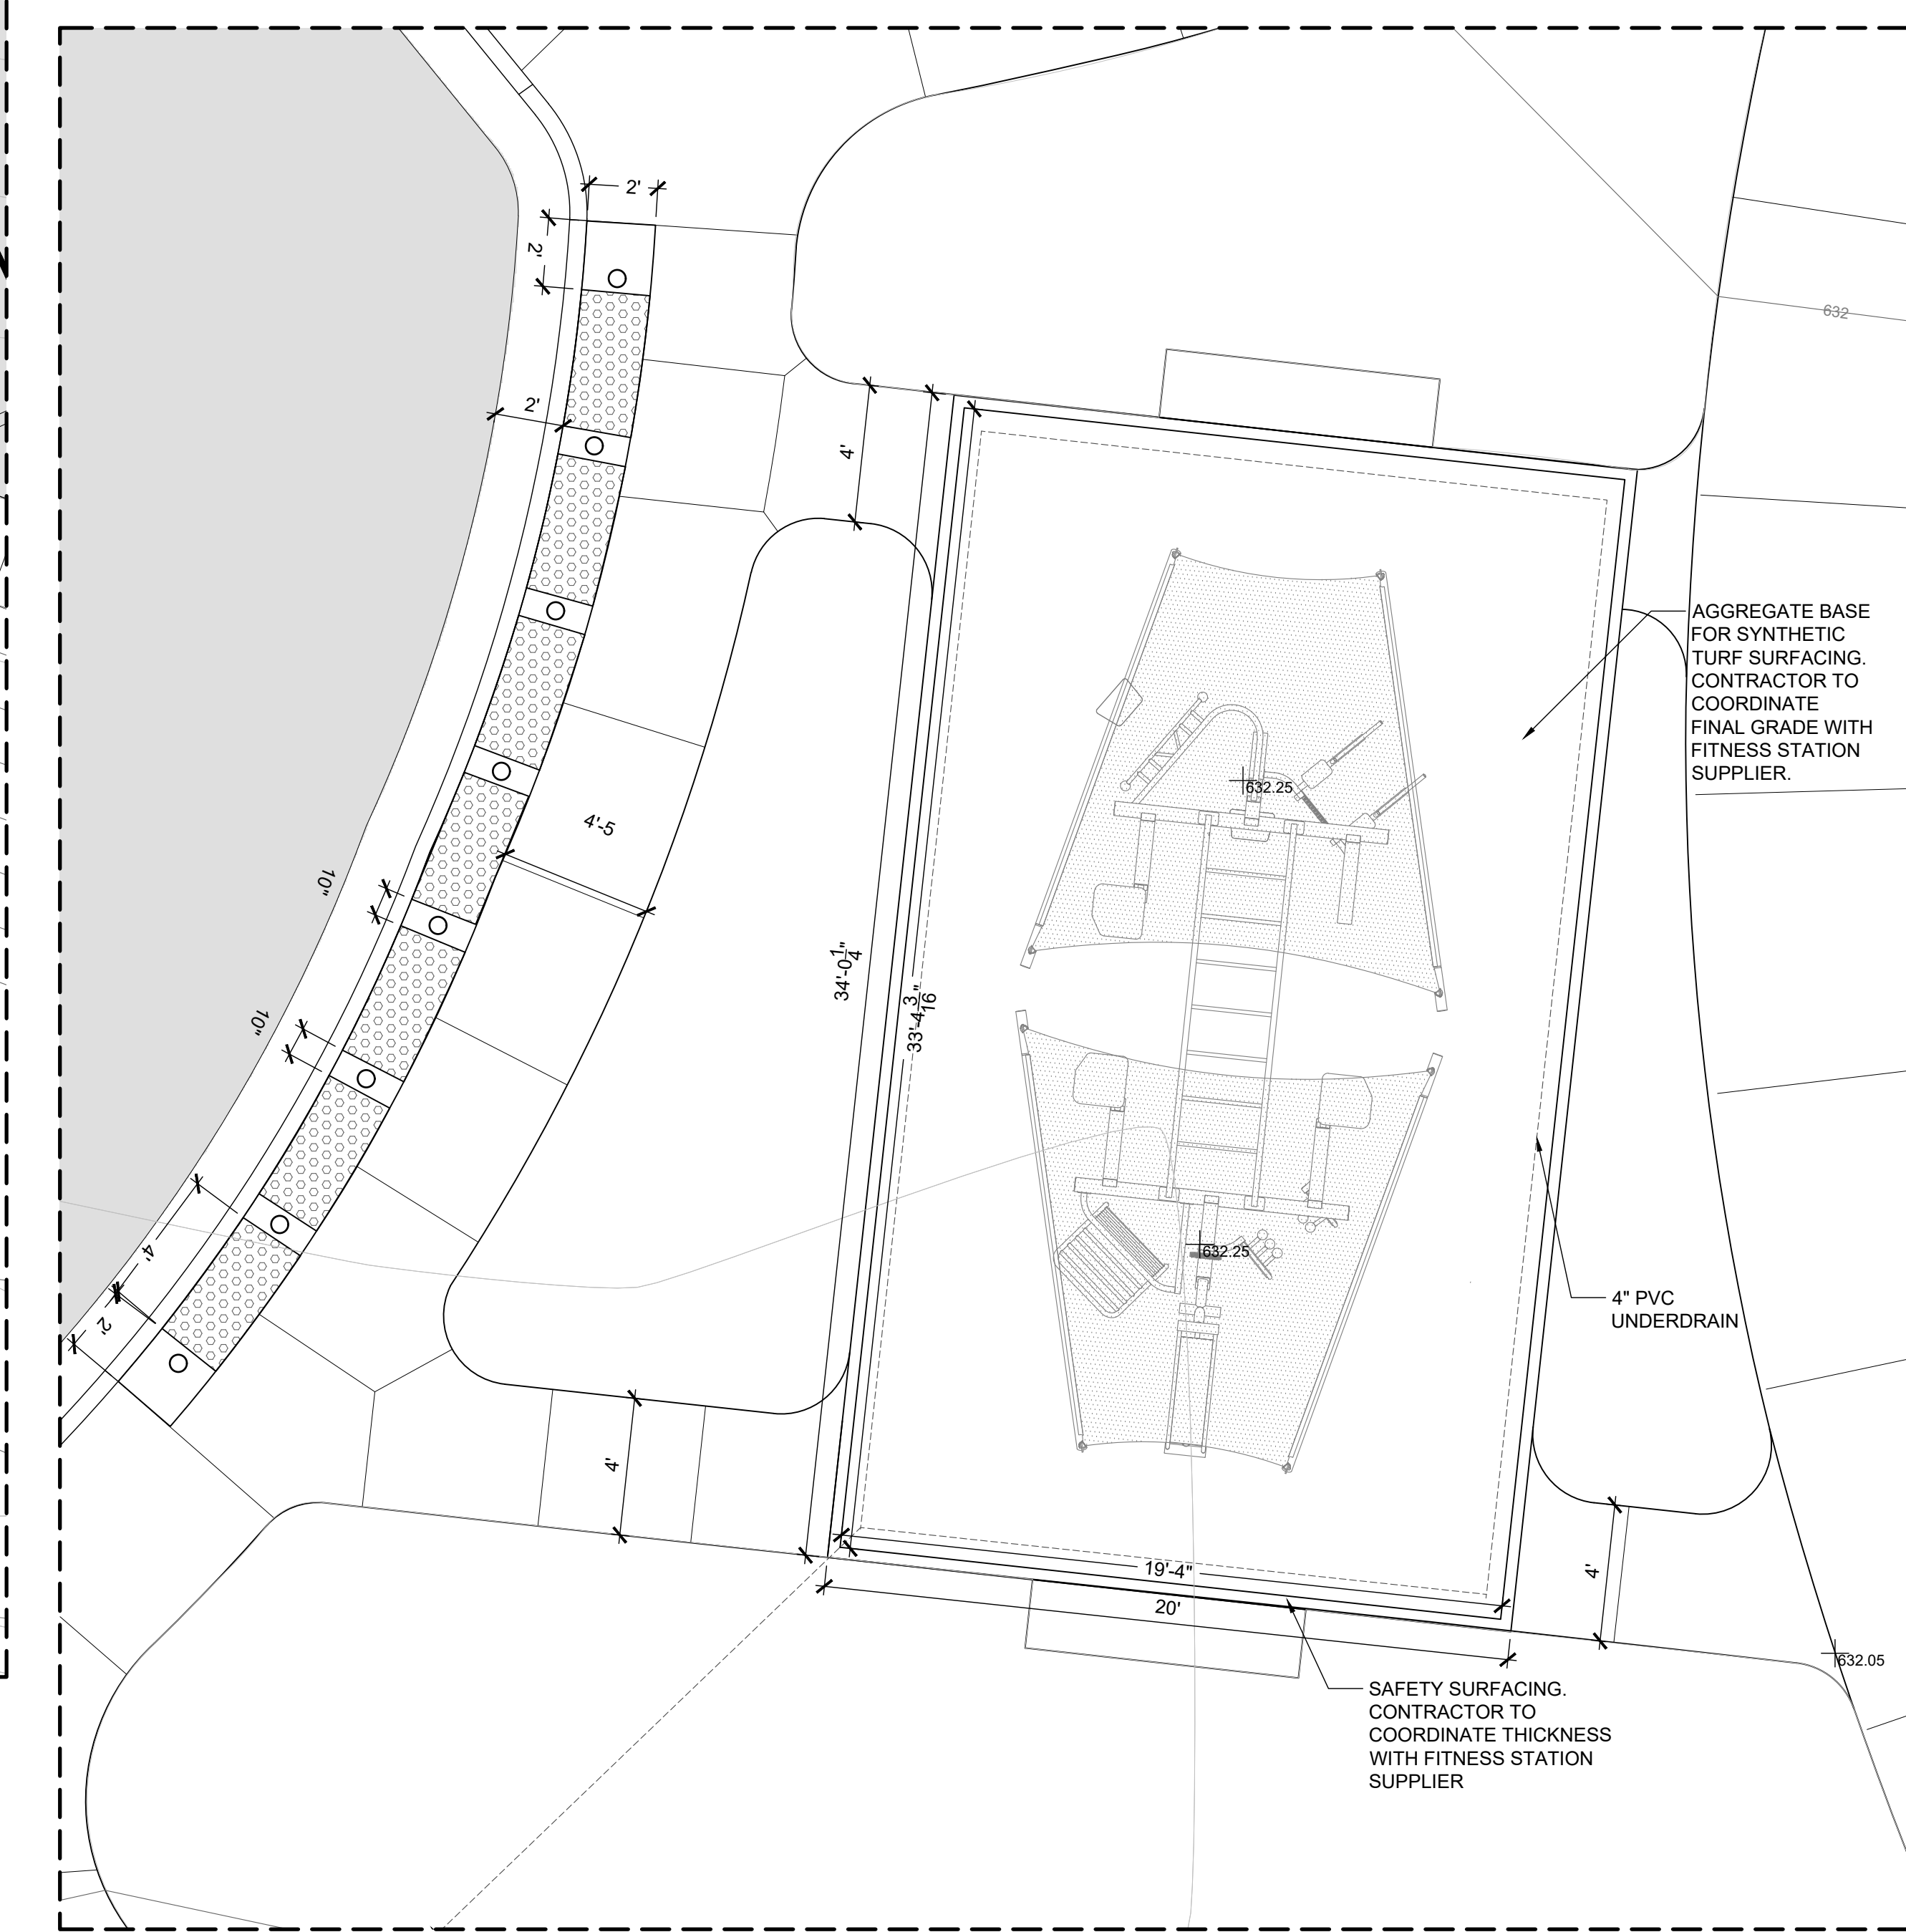 2'
2'
632
2'
4'
AGGREGATE BASE
FOR SYNTHETIC
TURF SURFACING.
CONTRACTOR TO
COORDINATE
FINAL GRADE WITH
FITNESS STATION
SUPPLIER.
632.25
4'-5
10"
34'-0 1/4"
33'-4 3/16"
10"
4'
632.25
2'
4" PVC
UNDERDRAIN
4'
19'-4"
4'
20'
632.05
SAFETY SURFACING.
CONTRACTOR TO
COORDINATE THICKNESS
WITH FITNESS STATION
SUPPLIER